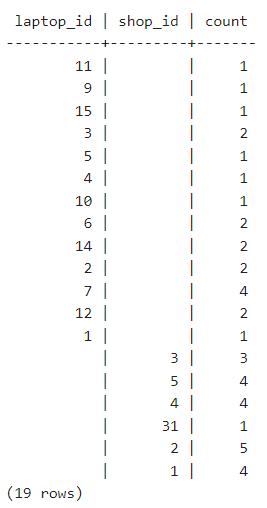 laptop_id | shop_id | count
-----------+---------+-------
        11 |         |     1
         9 |         |     1
        15 |         |     1
         3 |         |     2
         5 |         |     1
         4 |         |     1
        10 |         |     1
         6 |         |     2
        14 |         |     2
         2 |         |     2
         7 |         |     4
        12 |         |     2
         1 |         |     1
           |       3 |     3
           |       5 |     4
           |       4 |     4
           |      31 |     1
           |       2 |     5
           |       1 |     4
(19 rows)